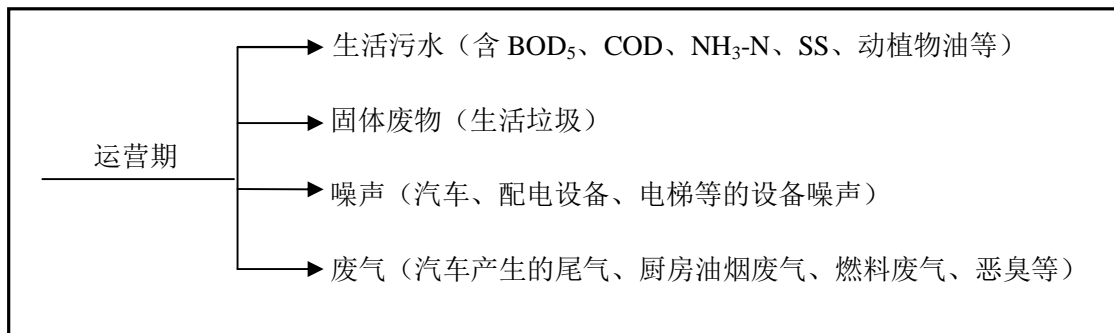 生活污水（含 BOD₅、COD、NH₃-N、SS、动植物油等）
固体废物（生活垃圾）
运营期
噪声（汽车、配电设备、电梯等的设备噪声）
废气（汽车产生的尾气、厨房油烟废气、燃料废气、恶臭等）